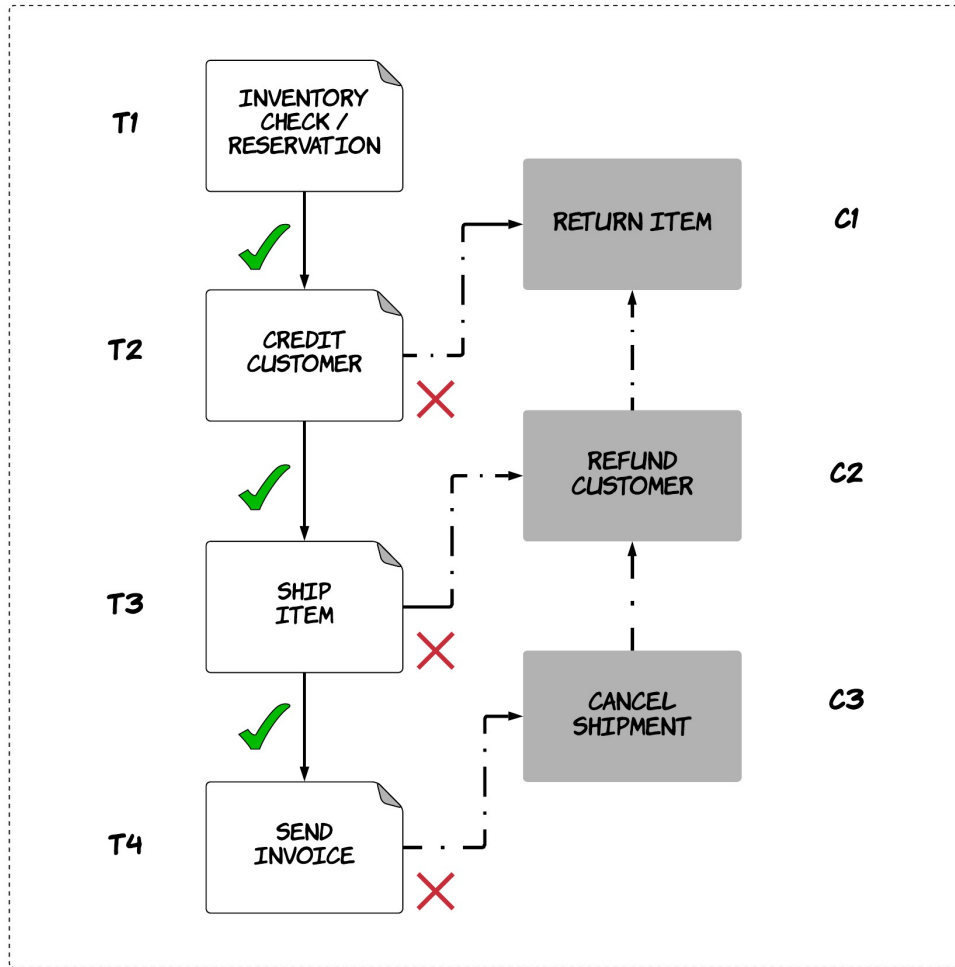 T1
INVENTORY
CHECK /
RESERVATION
RETURN ITEM
C1
T2
CREDIT
CUSTOMER
REFUND
CUSTOMER
C2
T3
SHIP
ITEM
CANCEL
SHIPMENT
C3
T4
SEND
INVOICE